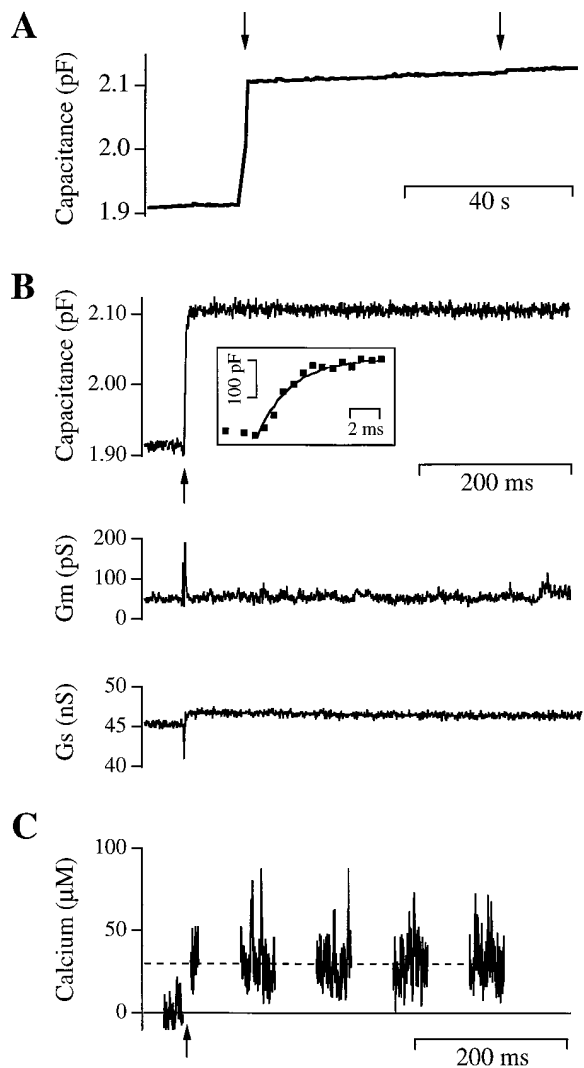 A
Capacitance (pF)
2.1
2.0
1.9
40 s
B
Capacitance (pF)
2.10
2.00
1.90
100 pF
2 ms
200 ms
Gm (pS)
200
100
0
Gs (nS)
50
45
40
C
Calcium (µM)
100
50
0
200 ms